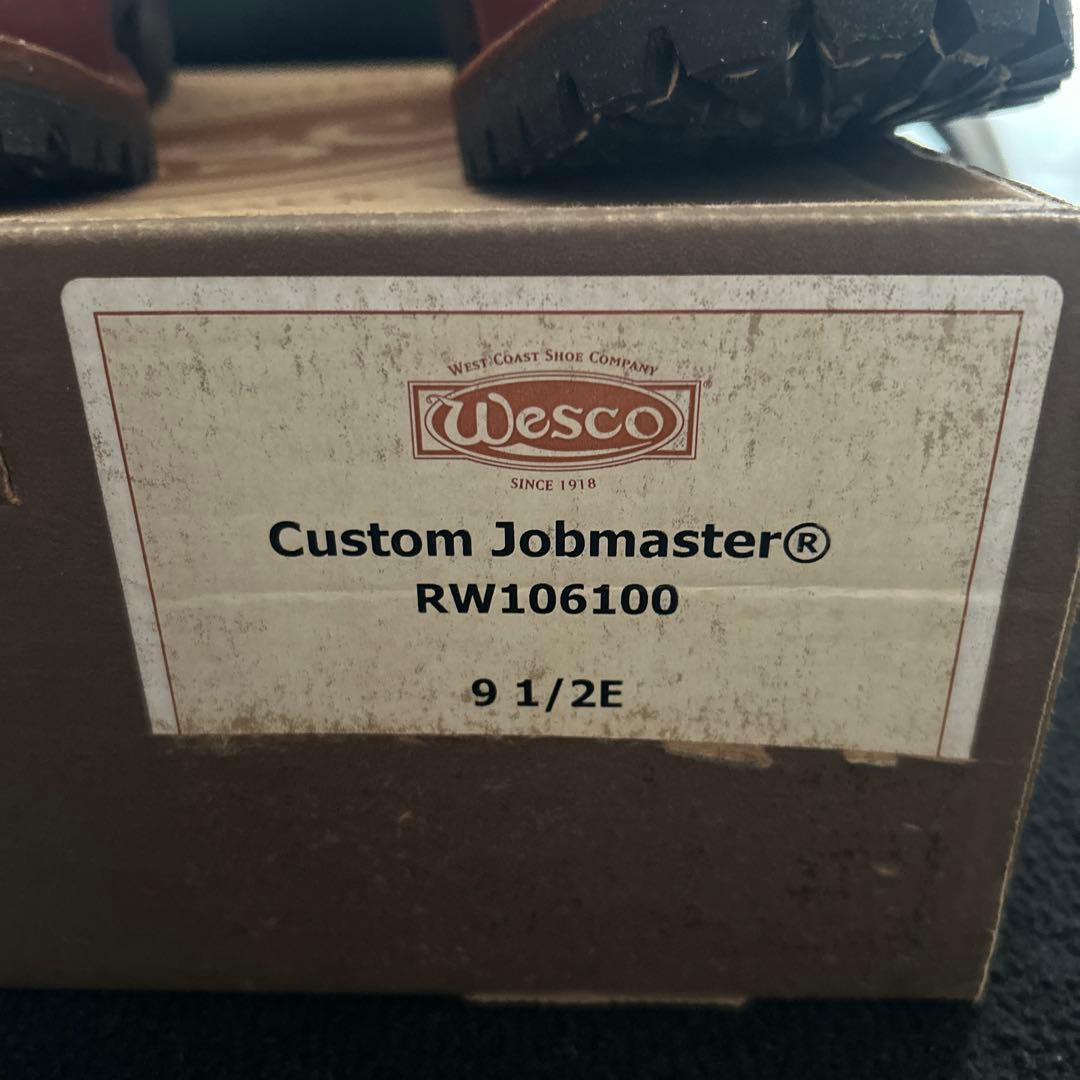 WEST COAST SHOE COMPANY
Wesco®
SINCE 1918
Custom Jobmaster®
RW106100
9 1/2E